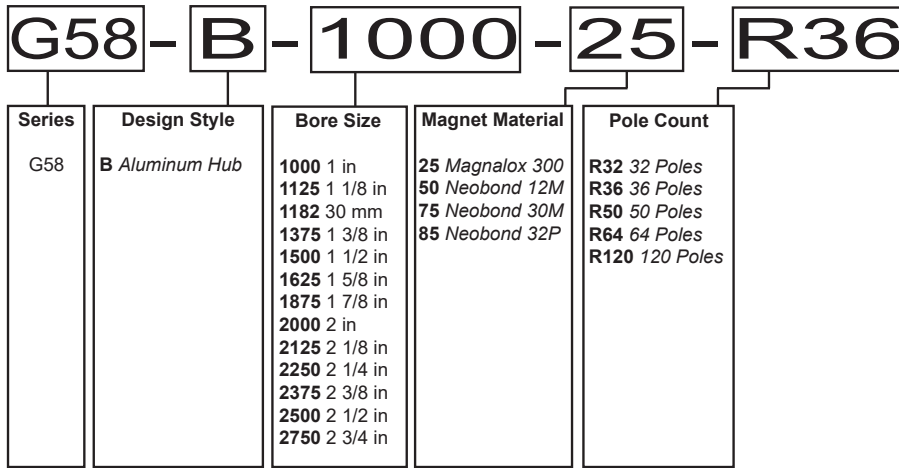 G58-B-1000-25-R36
Series
G58
Design Style
B Aluminum Hub
Bore Size
1000 1 in
1125 1 1/8 in
1182 30 mm
1375 1 3/8 in
1500 1 1/2 in
1625 1 5/8 in
1875 1 7/8 in
2000 2 in
2125 2 1/8 in
2250 2 1/4 in
2375 2 3/8 in
2500 2 1/2 in
2750 2 3/4 in
Magnet Material
25 Magnalox 300
50 Neobond 12M
75 Neobond 30M
85 Neobond 32P
Pole Count
R32 32 Poles
R36 36 Poles
R50 50 Poles
R64 64 Poles
R120 120 Poles